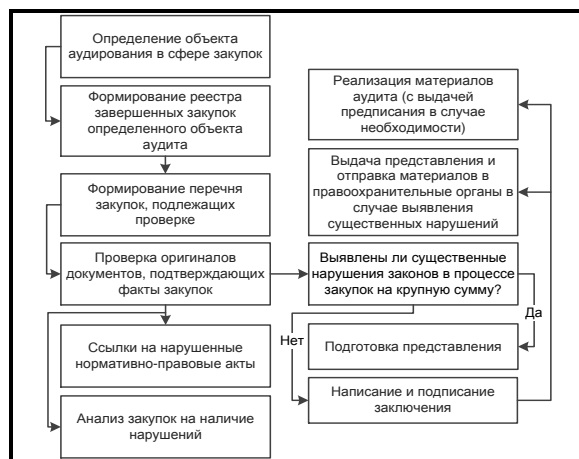 Определение объекта
аудирования в сфере закупок
Формирование реестра
завершенных закупок
определенного объекта
аудита
Формирование перечня
закупок, подлежащих
проверке
Проверка оригиналов
документов, подтверждающих
факты закупок
Ссылки на нарушенные
нормативно-правовые акты
Анализ закупок на наличие
нарушений
Реализация материалов
аудита (с выдачей
предписания в случае
необходимости)
Выдача представления и
отправка материалов в
правоохранительные органы в
случае выявления
существенных нарушений
Выявлены ли существенные
нарушения законов в процессе
закупок на крупную сумму?
Да
Нет
Подготовка представления
Написание и подписание
заключения